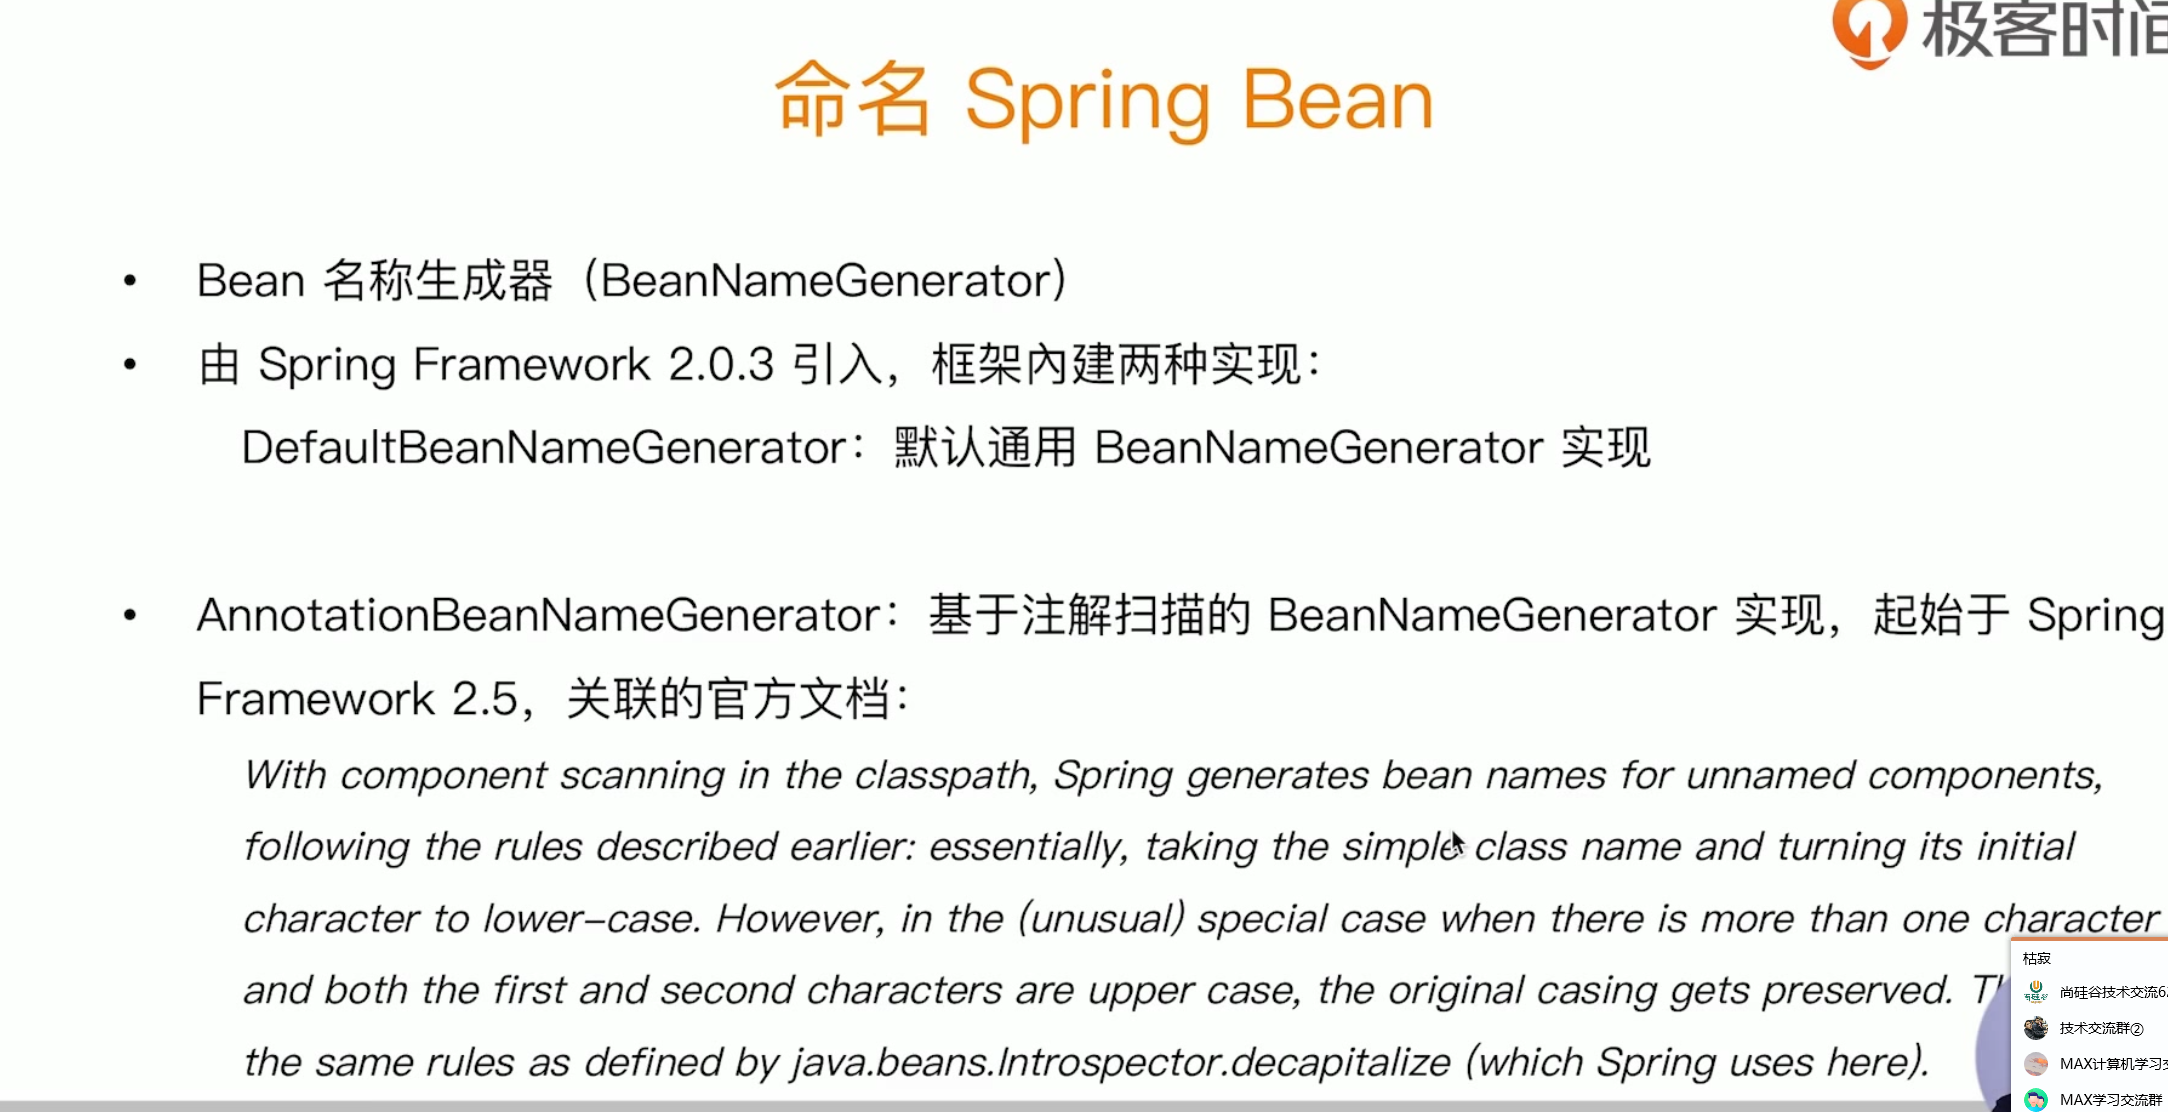 极客时间
命名 Spring Bean
• Bean 名称生成器（BeanNameGenerator）
• 由 Spring Framework 2.0.3 引入，框架內建两种实现：
DefaultBeanNameGenerator：默认通用 BeanNameGenerator 实现
• AnnotationBeanNameGenerator：基于注解扫描的 BeanNameGenerator 实现，起始于 Spring
Framework 2.5，关联的官方文档：
With component scanning in the classpath, Spring generates bean names for unnamed components,
following the rules described earlier: essentially, taking the simple class name and turning its initial
character to lower-case. However, in the (unusual) special case when there is more than one character
and both the first and second characters are upper case, the original casing gets preserved.
the same rules as defined by java.beans.Introspector.decapitalize (which Spring uses here).
枯寂
尚硅谷技术交流6
技术交流群②
MAX计算机学习交
MAX学习交流群